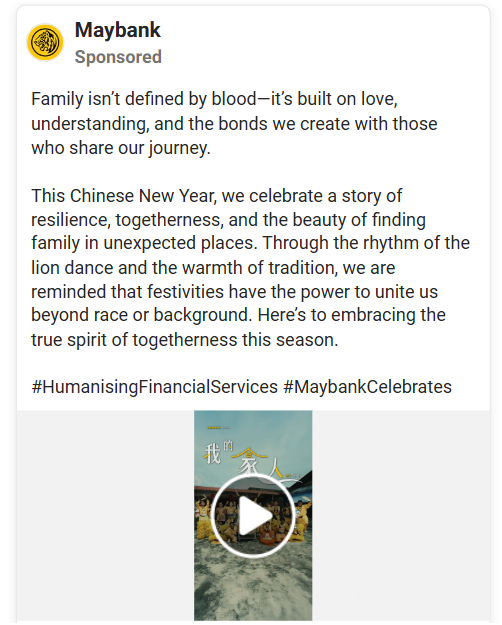 Maybank
Sponsored
Family isn’t defined by blood—it’s built on love,
understanding, and the bonds we create with those
who share our journey.
This Chinese New Year, we celebrate a story of
resilience, togetherness, and the beauty of finding
family in unexpected places. Through the rhythm of the
lion dance and the warmth of tradition, we are
reminded that festivities have the power to unite us
beyond race or background. Here’s to embracing the
true spirit of togetherness this season.
#HumanisingFinancialServices #MaybankCelebrates
我的家人